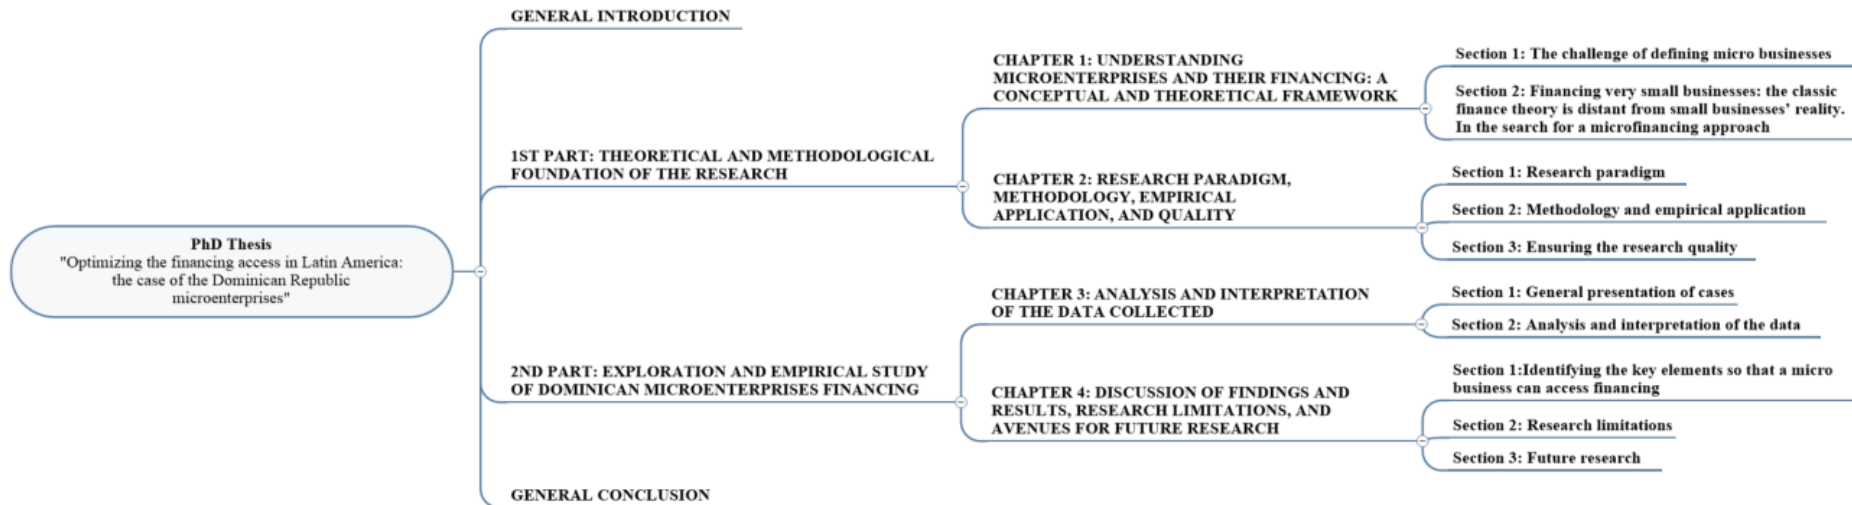 PhD Thesis
"Optimizing the financing access in Latin America:
the case of the Dominican Republic
microenterprises"
GENERAL INTRODUCTION
1ST PART: THEORETICAL AND METHODOLOGICAL
FOUNDATION OF THE RESEARCH
CHAPTER 1: UNDERSTANDING
MICROENTERPRISES AND THEIR FINANCING: A
CONCEPTUAL AND THEORETICAL FRAMEWORK
Section 1: The challenge of defining micro businesses
Section 2: Financing very small businesses: the classic
finance theory is distant from small businesses’ reality.
In the search for a microfinancing approach
CHAPTER 2: RESEARCH PARADIGM,
METHODOLOGY, EMPIRICAL
APPLICATION, AND QUALITY
Section 1: Research paradigm
Section 2: Methodology and empirical application
Section 3: Ensuring the research quality
2ND PART: EXPLORATION AND EMPIRICAL STUDY
OF DOMINICAN MICROENTERPRISES FINANCING
CHAPTER 3: ANALYSIS AND INTERPRETATION
OF THE DATA COLLECTED
Section 1: General presentation of cases
Section 2: Analysis and interpretation of the data
CHAPTER 4: DISCUSSION OF FINDINGS AND
RESULTS, RESEARCH LIMITATIONS, AND
AVENUES FOR FUTURE RESEARCH
Section 1:Identifying the key elements so that a micro
business can access financing
Section 2: Research limitations
Section 3: Future research
GENERAL CONCLUSION